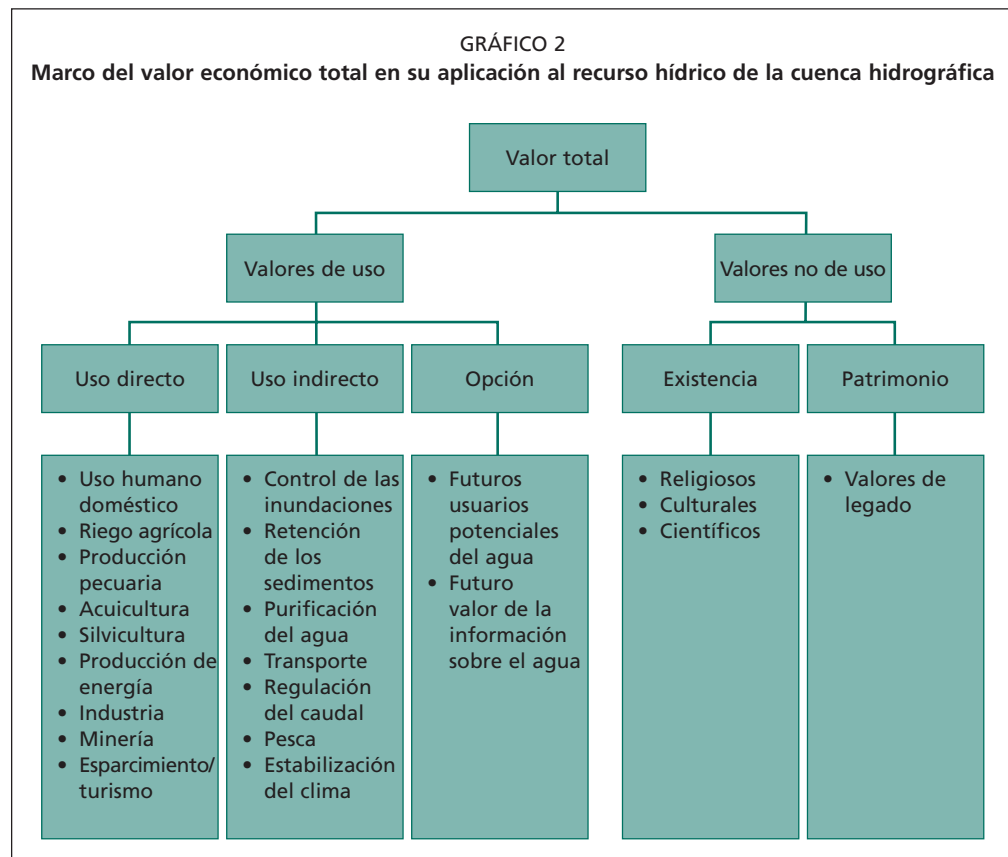 GRÁFICO 2
Marco del valor económico total en su aplicación al recurso hídrico de la cuenca hidrográfica
Valor total
Valores de uso
Valores no de uso
Uso directo
Uso indirecto
Opción
Existencia
Patrimonio
• Uso humano
doméstico
• Riego agrícola
• Producción
pecuaria
• Acuicultura
• Silvicultura
• Producción de
energía
• Industria
• Minería
• Esparcimiento/
turismo
• Control de las
inundaciones
• Retención
de los
sedimentos
• Purificación
del agua
• Transporte
• Regulación
del caudal
• Pesca
• Estabilización
del clima
• Futuros
usuarios
potenciales
del agua
• Futuro
valor de la
información
sobre el agua
• Religiosos
• Culturales
• Científicos
• Valores de
legado